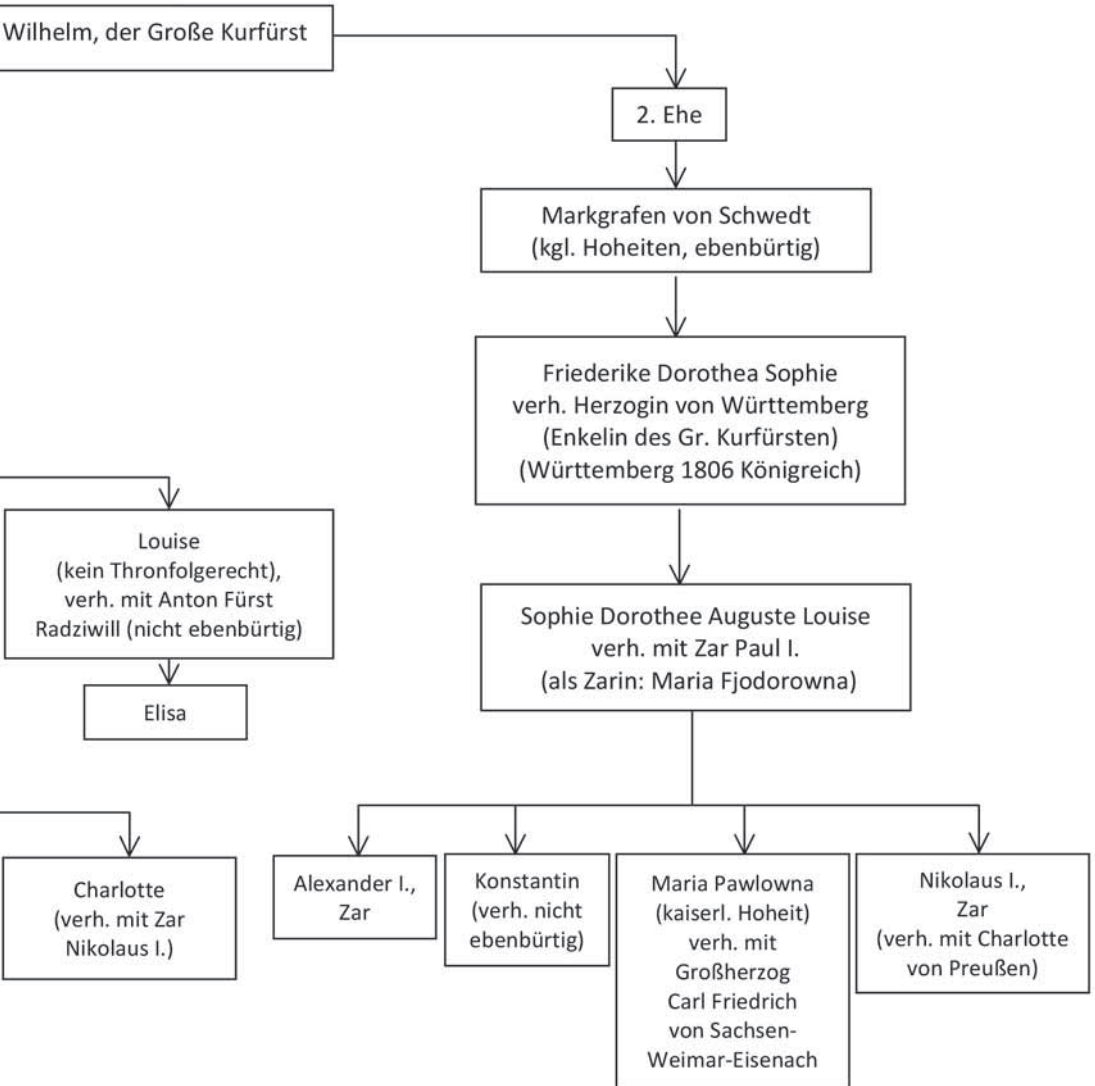 Wilhelm, der Große Kurfürst
2. Ehe
Markgrafen von Schwedt
(kgl. Hoheiten, ebenbürtig)
Friederike Dorothea Sophie
verh. Herzogin von Württemberg
(Enkelin des Gr. Kurfürsten)
(Württemberg 1806 Königreich)
Louise
(kein Thronfolgerecht),
verh. mit Anton Fürst
Radziwill (nicht ebenbürtig)
Elisa
Sophie Dorothee Auguste Louise
verh. mit Zar Paul I.
(als Zarin: Maria Fjodorowna)
Charlotte
(verh. mit Zar
Nikolaus I.)
Alexander I.,
Zar
Konstantin
(verh. nicht
ebenbürtig)
Maria Pawlowna
(kaiserl. Hoheit)
verh. mit
Großherzog
Carl Friedrich
von Sachsen-
Weimar-Eisenach
Nikolaus I.,
Zar
(verh. mit Charlotte
von Preußen)